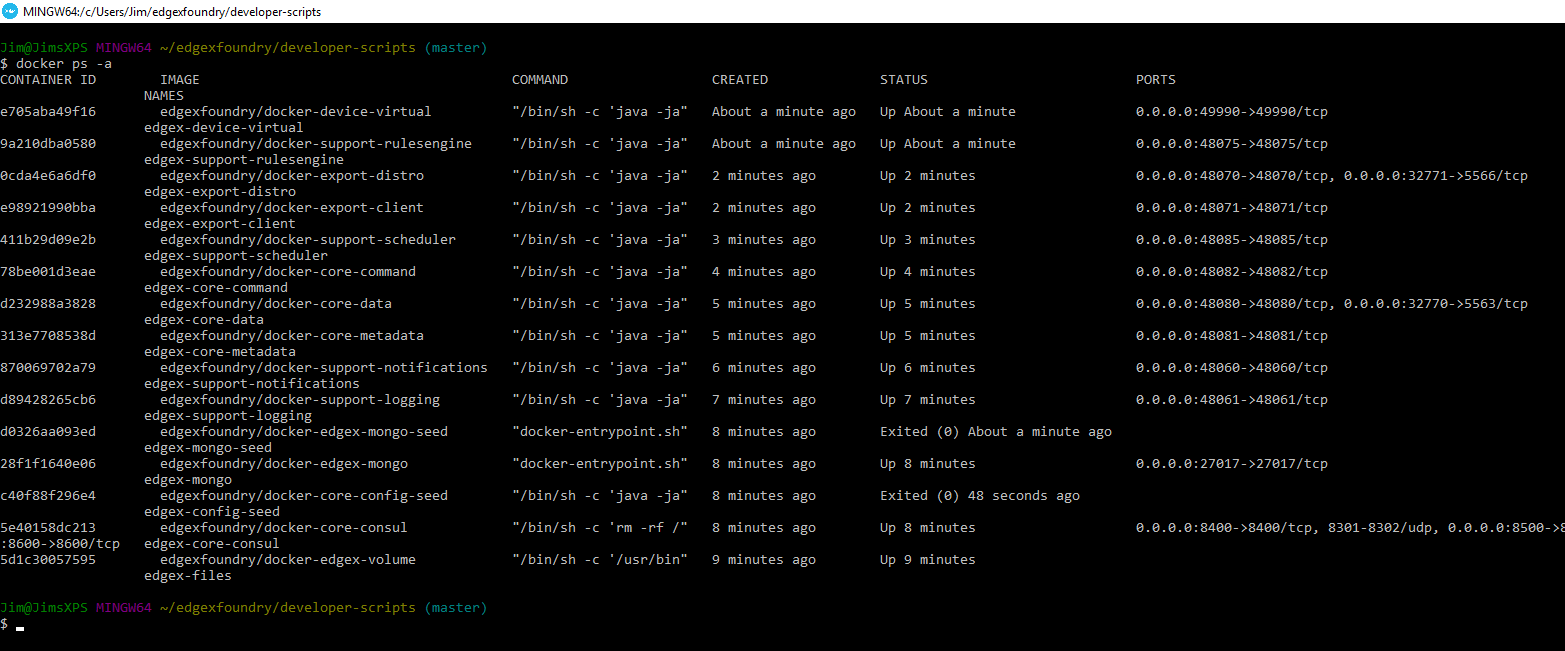 MINGW64:/c/Users/Jim/edgexfoundry/developer-scripts
Jim@JimsXPS MINGW64 ~/edgexfoundry/developer-scripts (master)
$ docker ps -a
CONTAINER ID IMAGE COMMAND CREATED STATUS PORTS
NAMES
e705aba49f16 edgexfoundry/docker-device-virtual "/bin/sh -c 'java -ja" About a minute ago Up About a minute 0.0.0.0:49990->49990/tcp
edgex-device-virtual
9a210dba0580 edgexfoundry/docker-support-rulesengine "/bin/sh -c 'java -ja" About a minute ago Up About a minute 0.0.0.0:48075->48075/tcp
edgex-support-rulesengine
0cda4e6a6df0 edgexfoundry/docker-export-distro "/bin/sh -c 'java -ja" 2 minutes ago Up 2 minutes 0.0.0.0:48070->48070/tcp, 0.0.0.0:32771->5566/tcp
edgex-export-distro
e98921990bba edgexfoundry/docker-export-client "/bin/sh -c 'java -ja" 2 minutes ago Up 2 minutes 0.0.0.0:48071->48071/tcp
edgex-export-client
411b29d09e2b edgexfoundry/docker-support-scheduler "/bin/sh -c 'java -ja" 3 minutes ago Up 3 minutes 0.0.0.0:48085->48085/tcp
edgex-support-scheduler
78be001d3eae edgexfoundry/docker-core-command "/bin/sh -c 'java -ja" 4 minutes ago Up 4 minutes 0.0.0.0:48082->48082/tcp
edgex-core-command
d232988a3828 edgexfoundry/docker-core-data "/bin/sh -c 'java -ja" 5 minutes ago Up 5 minutes 0.0.0.0:48080->48080/tcp, 0.0.0.0:32770->5563/tcp
edgex-core-data
313e7708538d edgexfoundry/docker-core-metadata "/bin/sh -c 'java -ja" 5 minutes ago Up 5 minutes 0.0.0.0:48081->48081/tcp
edgex-core-metadata
870069702a79 edgexfoundry/docker-support-notifications "/bin/sh -c 'java -ja" 6 minutes ago Up 6 minutes 0.0.0.0:48060->48060/tcp
edgex-support-notifications
d89428265cb6 edgexfoundry/docker-support-logging "/bin/sh -c 'java -ja" 7 minutes ago Up 7 minutes 0.0.0.0:48061->48061/tcp
edgex-support-logging
d0326aa093ed edgexfoundry/docker-edgex-mongo-seed "docker-entrypoint.sh" 8 minutes ago Exited (0) About a minute ago
edgex-mongo-seed
28f1f1640e06 edgexfoundry/docker-edgex-mongo "docker-entrypoint.sh" 8 minutes ago Up 8 minutes 0.0.0.0:27017->27017/tcp
edgex-mongo
c40f88f296e4 edgexfoundry/docker-core-config-seed "/bin/sh -c 'java -ja" 8 minutes ago Exited (0) 48 seconds ago
edgex-config-seed
5e40158dc213 edgexfoundry/docker-core-consul "/bin/sh -c 'rm -rf /" 8 minutes ago Up 8 minutes 0.0.0.0:8400->8400/tcp, 8301-8302/udp, 0.0.0.0:8500->8
:8600->8600/tcp edgex-core-consul
5d1c30057595 edgexfoundry/docker-edgex-volume "/bin/sh -c '/usr/bin" 9 minutes ago Up 9 minutes
edgex-files
Jim@JimsXPS MINGW64 ~/edgexfoundry/developer-scripts (master)
$